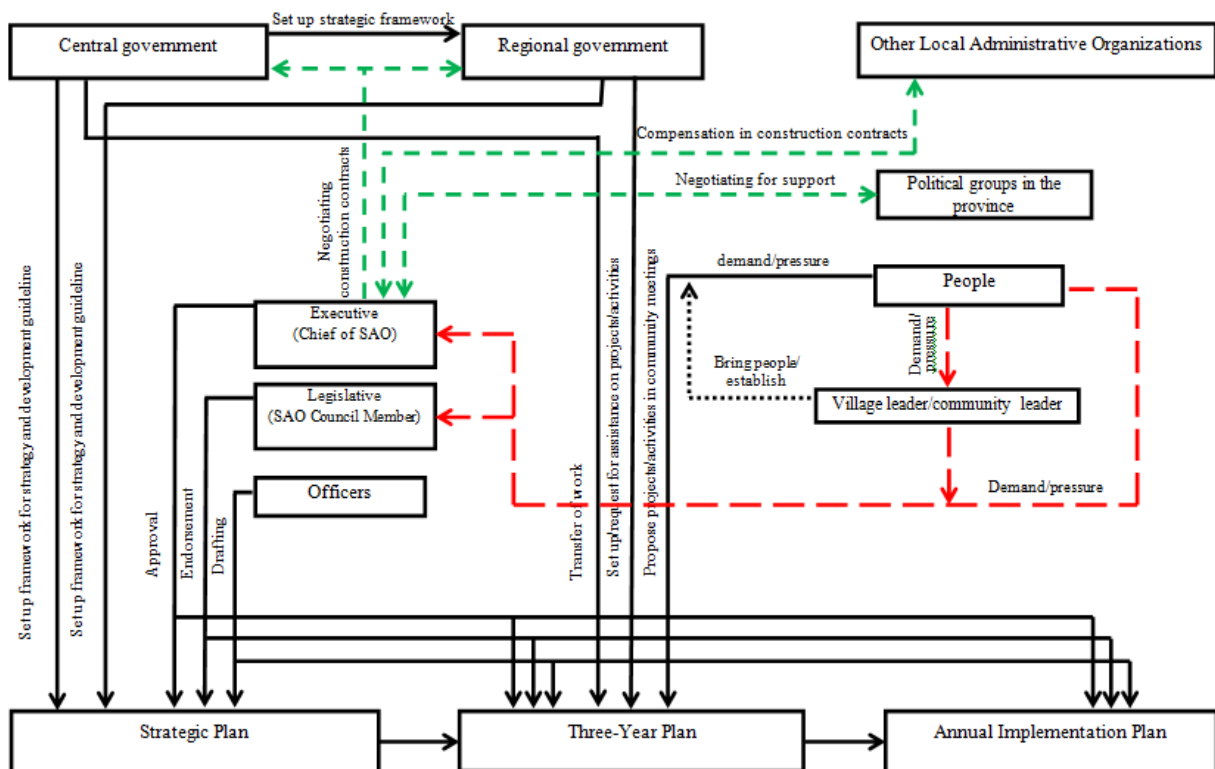 Set up strategic framework
Central government
Regional government
Other Local Administrative Organizations
Compensation in construction contracts
Negotiating for support
Political groups in the
province
Negotiating
construction contracts
demand/pressure
People
Executive
(Chief of SAO)
Demand/
pressure
Bring people/
establish
Legislative
(SAO Council Member)
Village leader/community leader
Officers
Demand/pressure
Set up framework for strategy and development guideline
Set up framework for strategy and development guideline
Approval
Endorsement
Drafting
Transfer of work
Set up/request for assistance on projects/activities
Propose projects/activities in community meetings
Strategic Plan
Three-Year Plan
Annual Implementation Plan